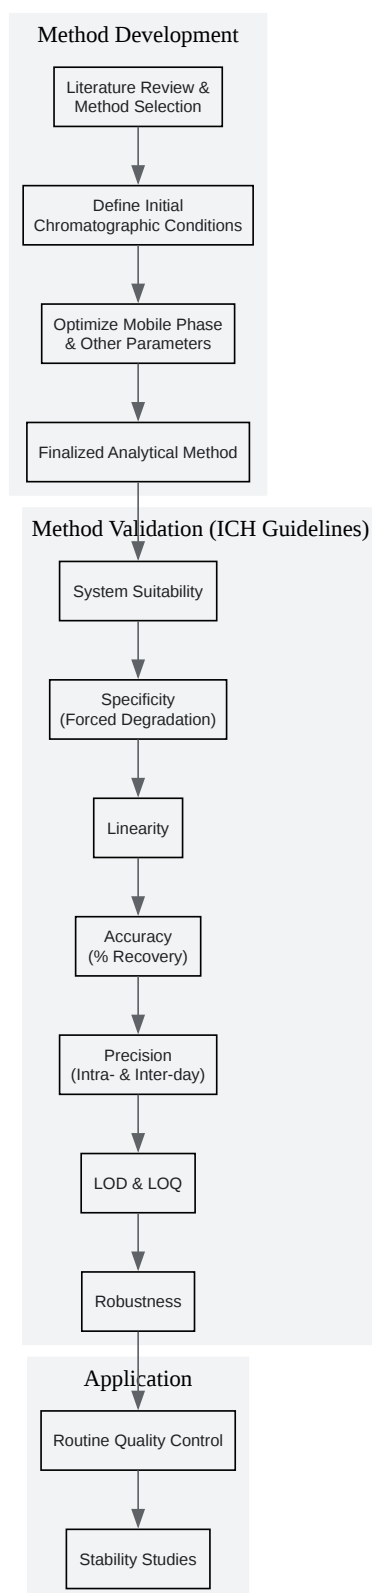 Method Development
Literature Review &
Method Selection
Define Initial
Chromatographic Conditions
Optimize Mobile Phase
& Other Parameters
Finalized Analytical Method
Method Validation (ICH Guidelines)
System Suitability
Specificity
(Forced Degradation)
Linearity
Accuracy
(% Recovery)
Precision
(Intra- & Inter-day)
LOD & LOQ
Robustness
Application
Routine Quality Control
Stability Studies